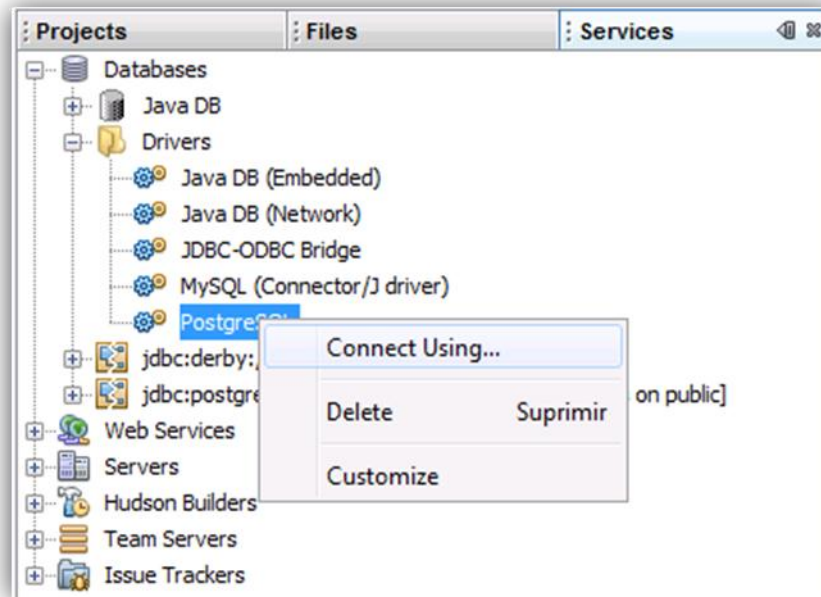 Projects Files Services
Databases
Java DB
Drivers
Java DB (Embedded)
Java DB (Network)
JDBC-ODBC Bridge
MySQL (Connector/J driver)
PostgreSQL
Connect Using...
jdbc:derby:/
jdbc:postgre on public]
Delete Suprimir
Web Services
Servers
Customize
Hudson Builders
Team Servers
Issue Trackers